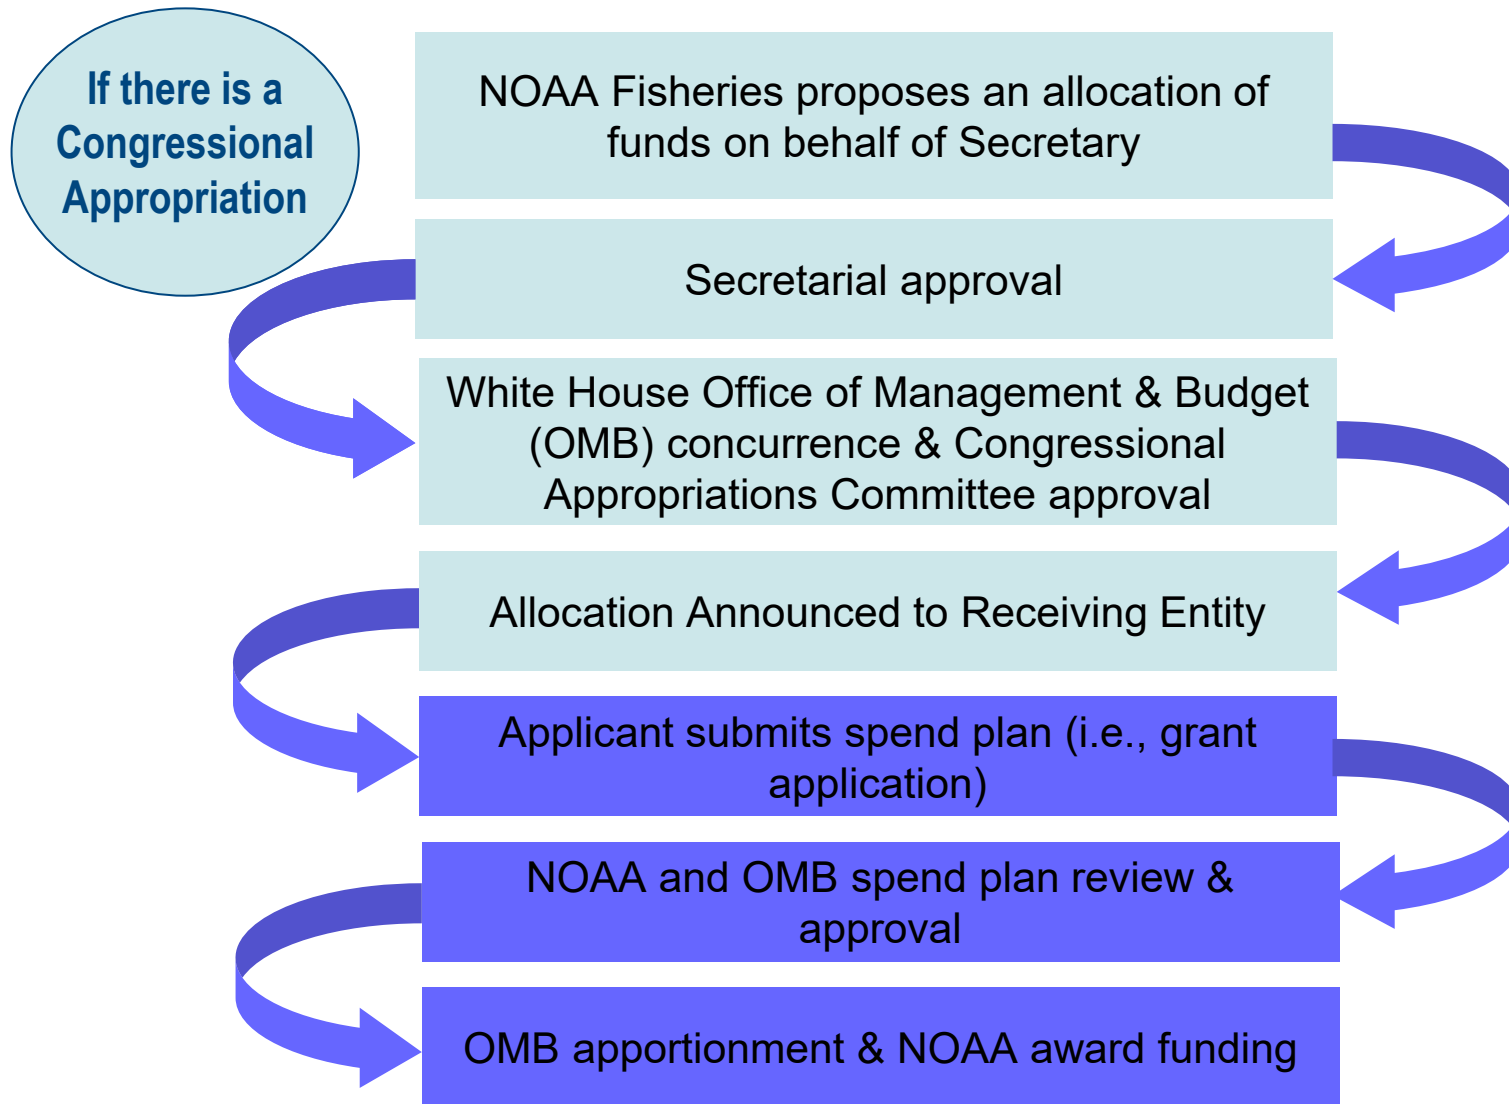 If there is a
Congressional
Appropriation
NOAA Fisheries proposes an allocation of
funds on behalf of Secretary
Secretarial approval
White House Office of Management & Budget
(OMB) concurrence & Congressional
Appropriations Committee approval
Allocation Announced to Receiving Entity
Applicant submits spend plan (i.e., grant
application)
NOAA and OMB spend plan review &
approval
OMB apportionment & NOAA award funding